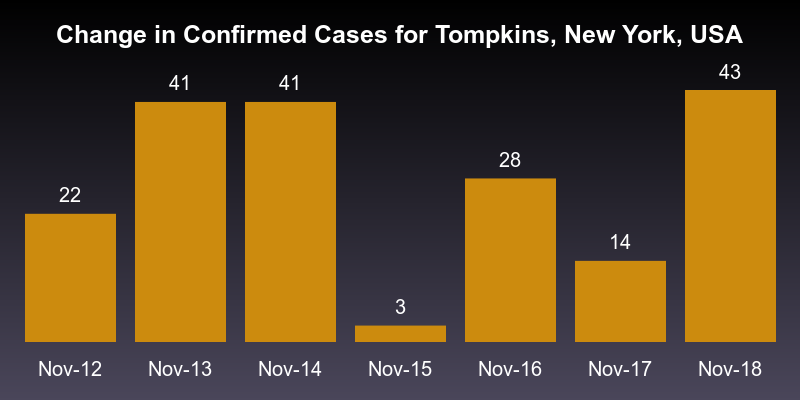 Change in Confirmed Cases for Tompkins, New York, USA
22
41
41
3
28
14
43
Nov-12
Nov-13
Nov-14
Nov-15
Nov-16
Nov-17
Nov-18